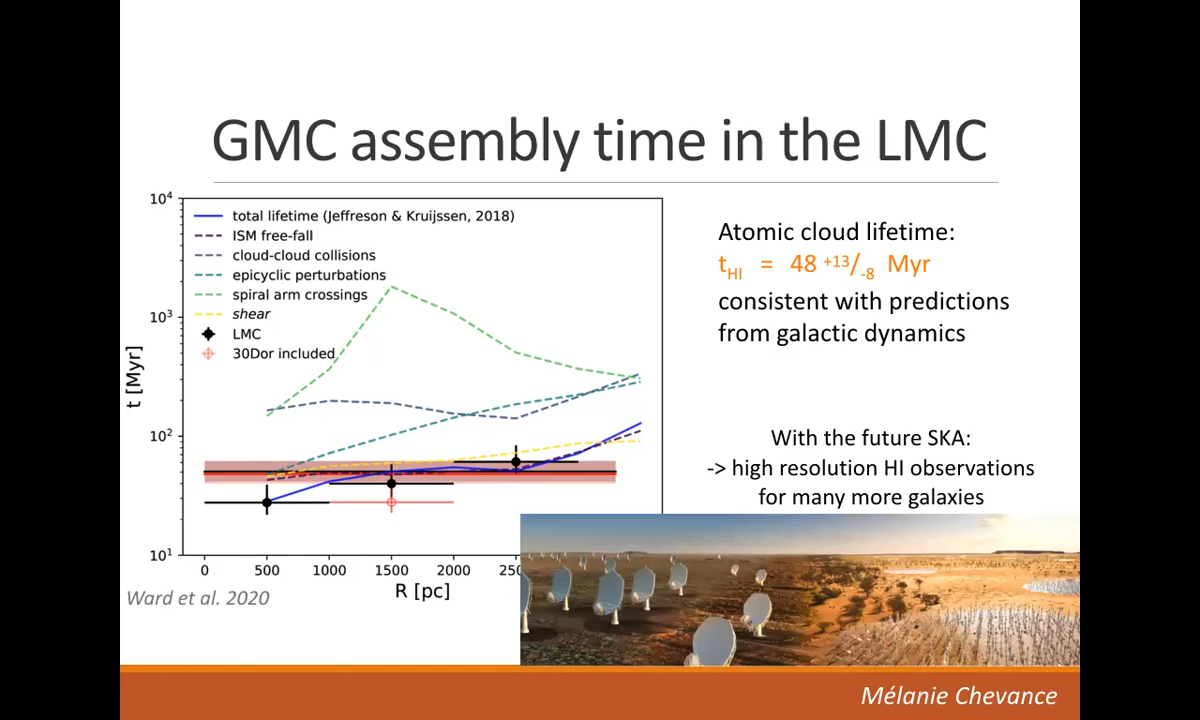 GMC assembly time in the LMC
10⁴
10³
10²
10¹
t [Myr]
total lifetime (Jeffreson & Kruijssen, 2018)
ISM free-fall
cloud-cloud collisions
epicyclic perturbations
spiral arm crossings
shear
LMC
30Dor included
0 500 1000 1500 2000
R [pc]
Ward et al. 2020
Atomic cloud lifetime:
tHI = 48 +13/-8 Myr
consistent with predictions
from galactic dynamics
With the future SKA:
-> high resolution HI observations
for many more galaxies
Mélanie Chevance